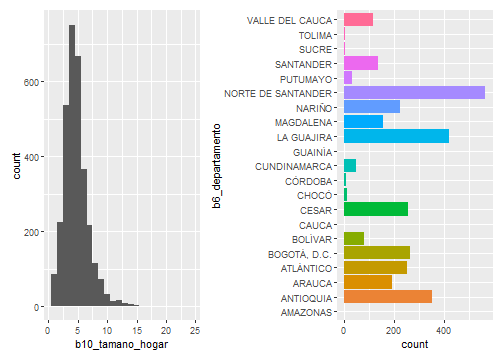 count
600
400
200
0
0 5 10 15 20 25
b10_tamano_hogar
b6_departamento
VALLE DEL CAUCA
TOLIMA
SUCRE
SANTANDER
PUTUMAYO
NORTE DE SANTANDER
NARIÑO
MAGDALENA
LA GUAJIRA
GUAINÍA
CUNDINAMARCA
CÓRDOBA
CHOCÓ
CESAR
CAUCA
BOLÍVAR
BOGOTÁ, D.C.
ATLÁNTICO
ARAUCA
ANTIOQUIA
AMAZONAS
0 200 400
count